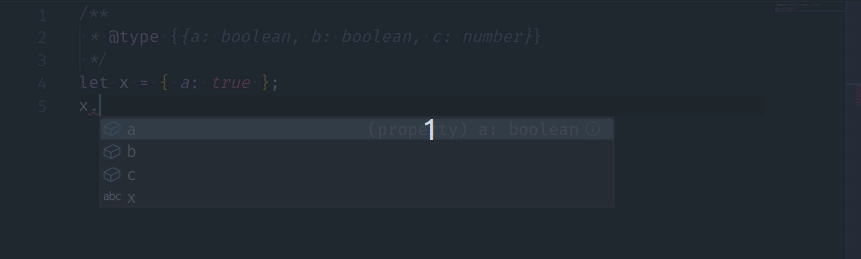 1 /**
2 * @type {{a: boolean, b: boolean, c: number}}
3 */
4 let x = { a: true };
5 x.
a (property) a: boolean
b
c
abc x
1